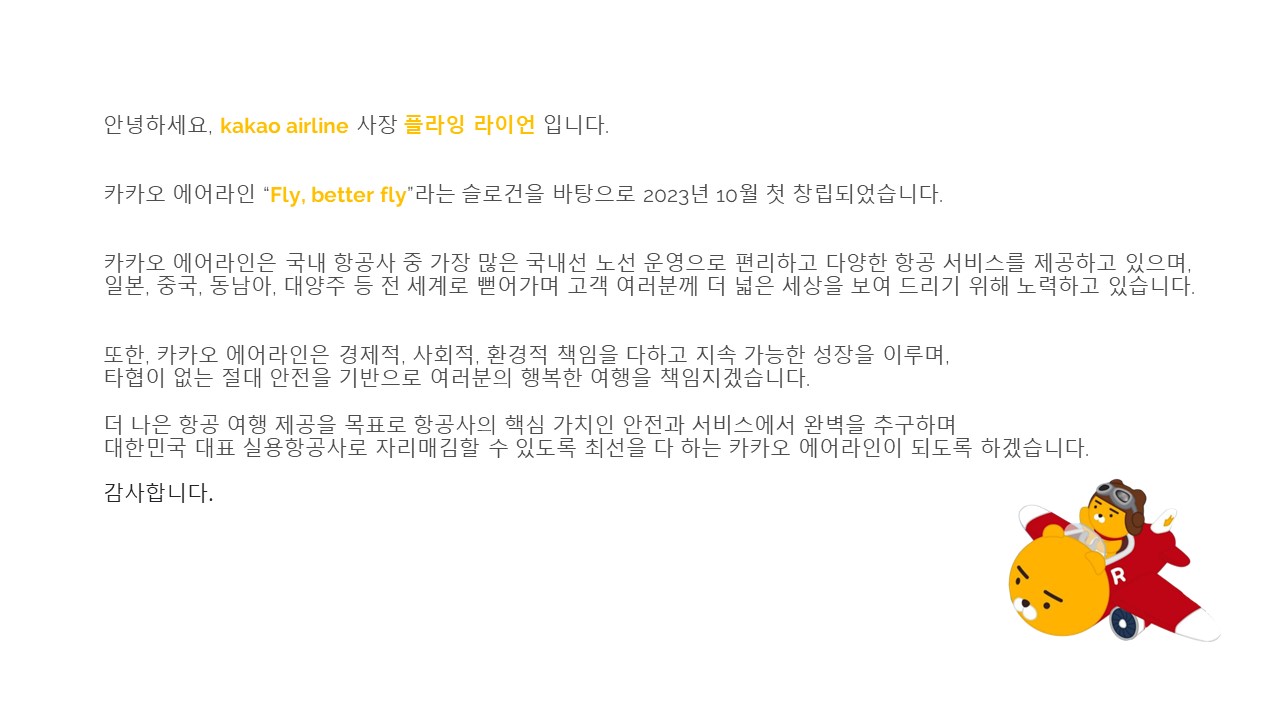 안녕하세요, kakao airline 사장 플라잉 라이언 입니다.
카카오 에어라인 “Fly, better fly”라는 슬로건을 바탕으로 2023년 10월 첫 창립되었습니다.
카카오 에어라인은 국내 항공사 중 가장 많은 국내선 노선 운영으로 편리하고 다양한 항공 서비스를 제공하고 있으며,
일본, 중국, 동남아, 대양주 등 전 세계로 뻗어가며 고객 여러분께 더 넓은 세상을 보여 드리기 위해 노력하고 있습니다.
또한, 카카오 에어라인은 경제적, 사회적, 환경적 책임을 다하고 지속 가능한 성장을 이루며,
타협이 없는 절대 안전을 기반으로 여러분의 행복한 여행을 책임지겠습니다.
더 나은 항공 여행 제공을 목표로 항공사의 핵심 가치인 안전과 서비스에서 완벽을 추구하며
대한민국 대표 실용항공사로 자리매김할 수 있도록 최선을 다 하는 카카오 에어라인이 되도록 하겠습니다.
감사합니다.
R